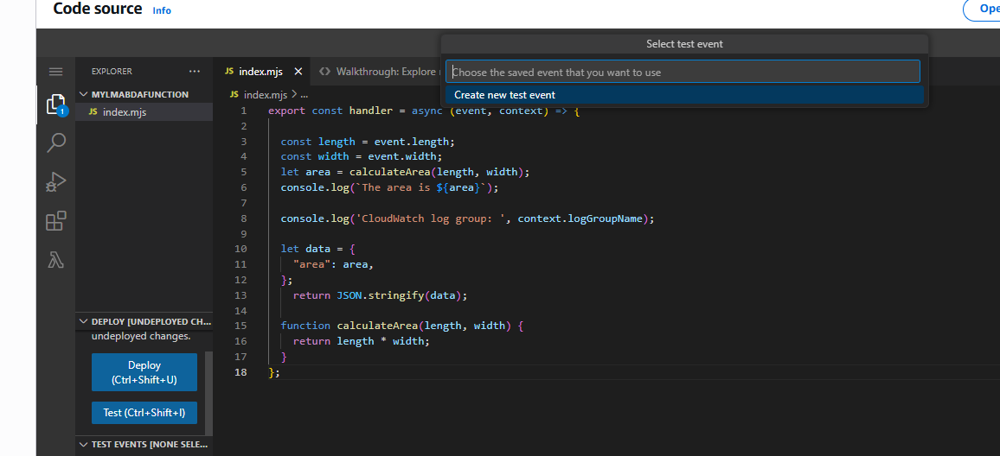 Code source Info
Ope
Select test event
EXPLORER ...
JS index.mjs ×
Walkthrough: Explore
Choose the saved event that you want to use
Create new test event
MYLMABDAFUNCTION
JS index.mjs
JS index.mjs > ...
1
1 export const handler = async (event, context) => {
2
3 const length = event.length;
4 const width = event.width;
5 let area = calculateArea(length, width);
6 console.log(`The area is ${area}`);
7
8 console.log('CloudWatch log group: ', context.logGroupName);
9
10 let data = {
11 "area": area,
12 };
13 return JSON.stringify(data);
14
15 function calculateArea(length, width) {
16 return length * width;
17 }
18 };
DEPLOY [UNDEPLOYED CH...
undeployed changes.
Deploy
(Ctrl+Shift+U)
Test (Ctrl+Shift+I)
TEST EVENTS [NONE SELE...